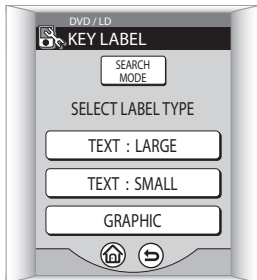 DVD / LD
KEY LABEL
SEARCH
MODE
SELECT LABEL TYPE
TEXT : LARGE
TEXT : SMALL
GRAPHIC